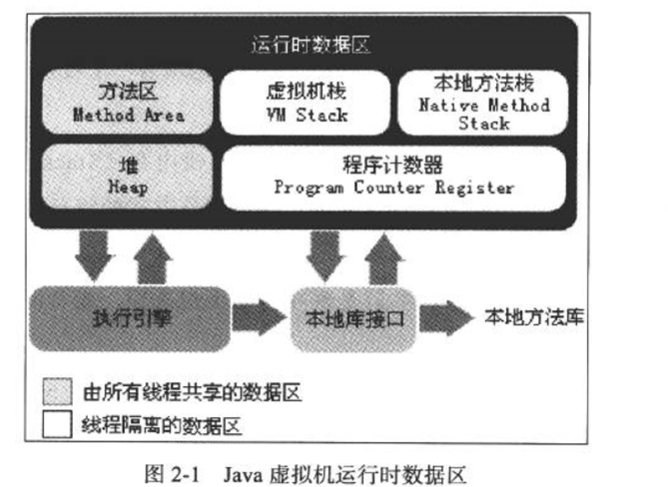 运行时数据区
方法区
Method Area
虚拟机栈
VM Stack
本地方法栈
Native Method
Stack
堆
Heap
程序计数器
Program Counter Register
执行引擎
本地库接口
本地方法库
由所有线程共享的数据区
线程隔离的数据区
图 2-1 Java 虚拟机运行时数据区